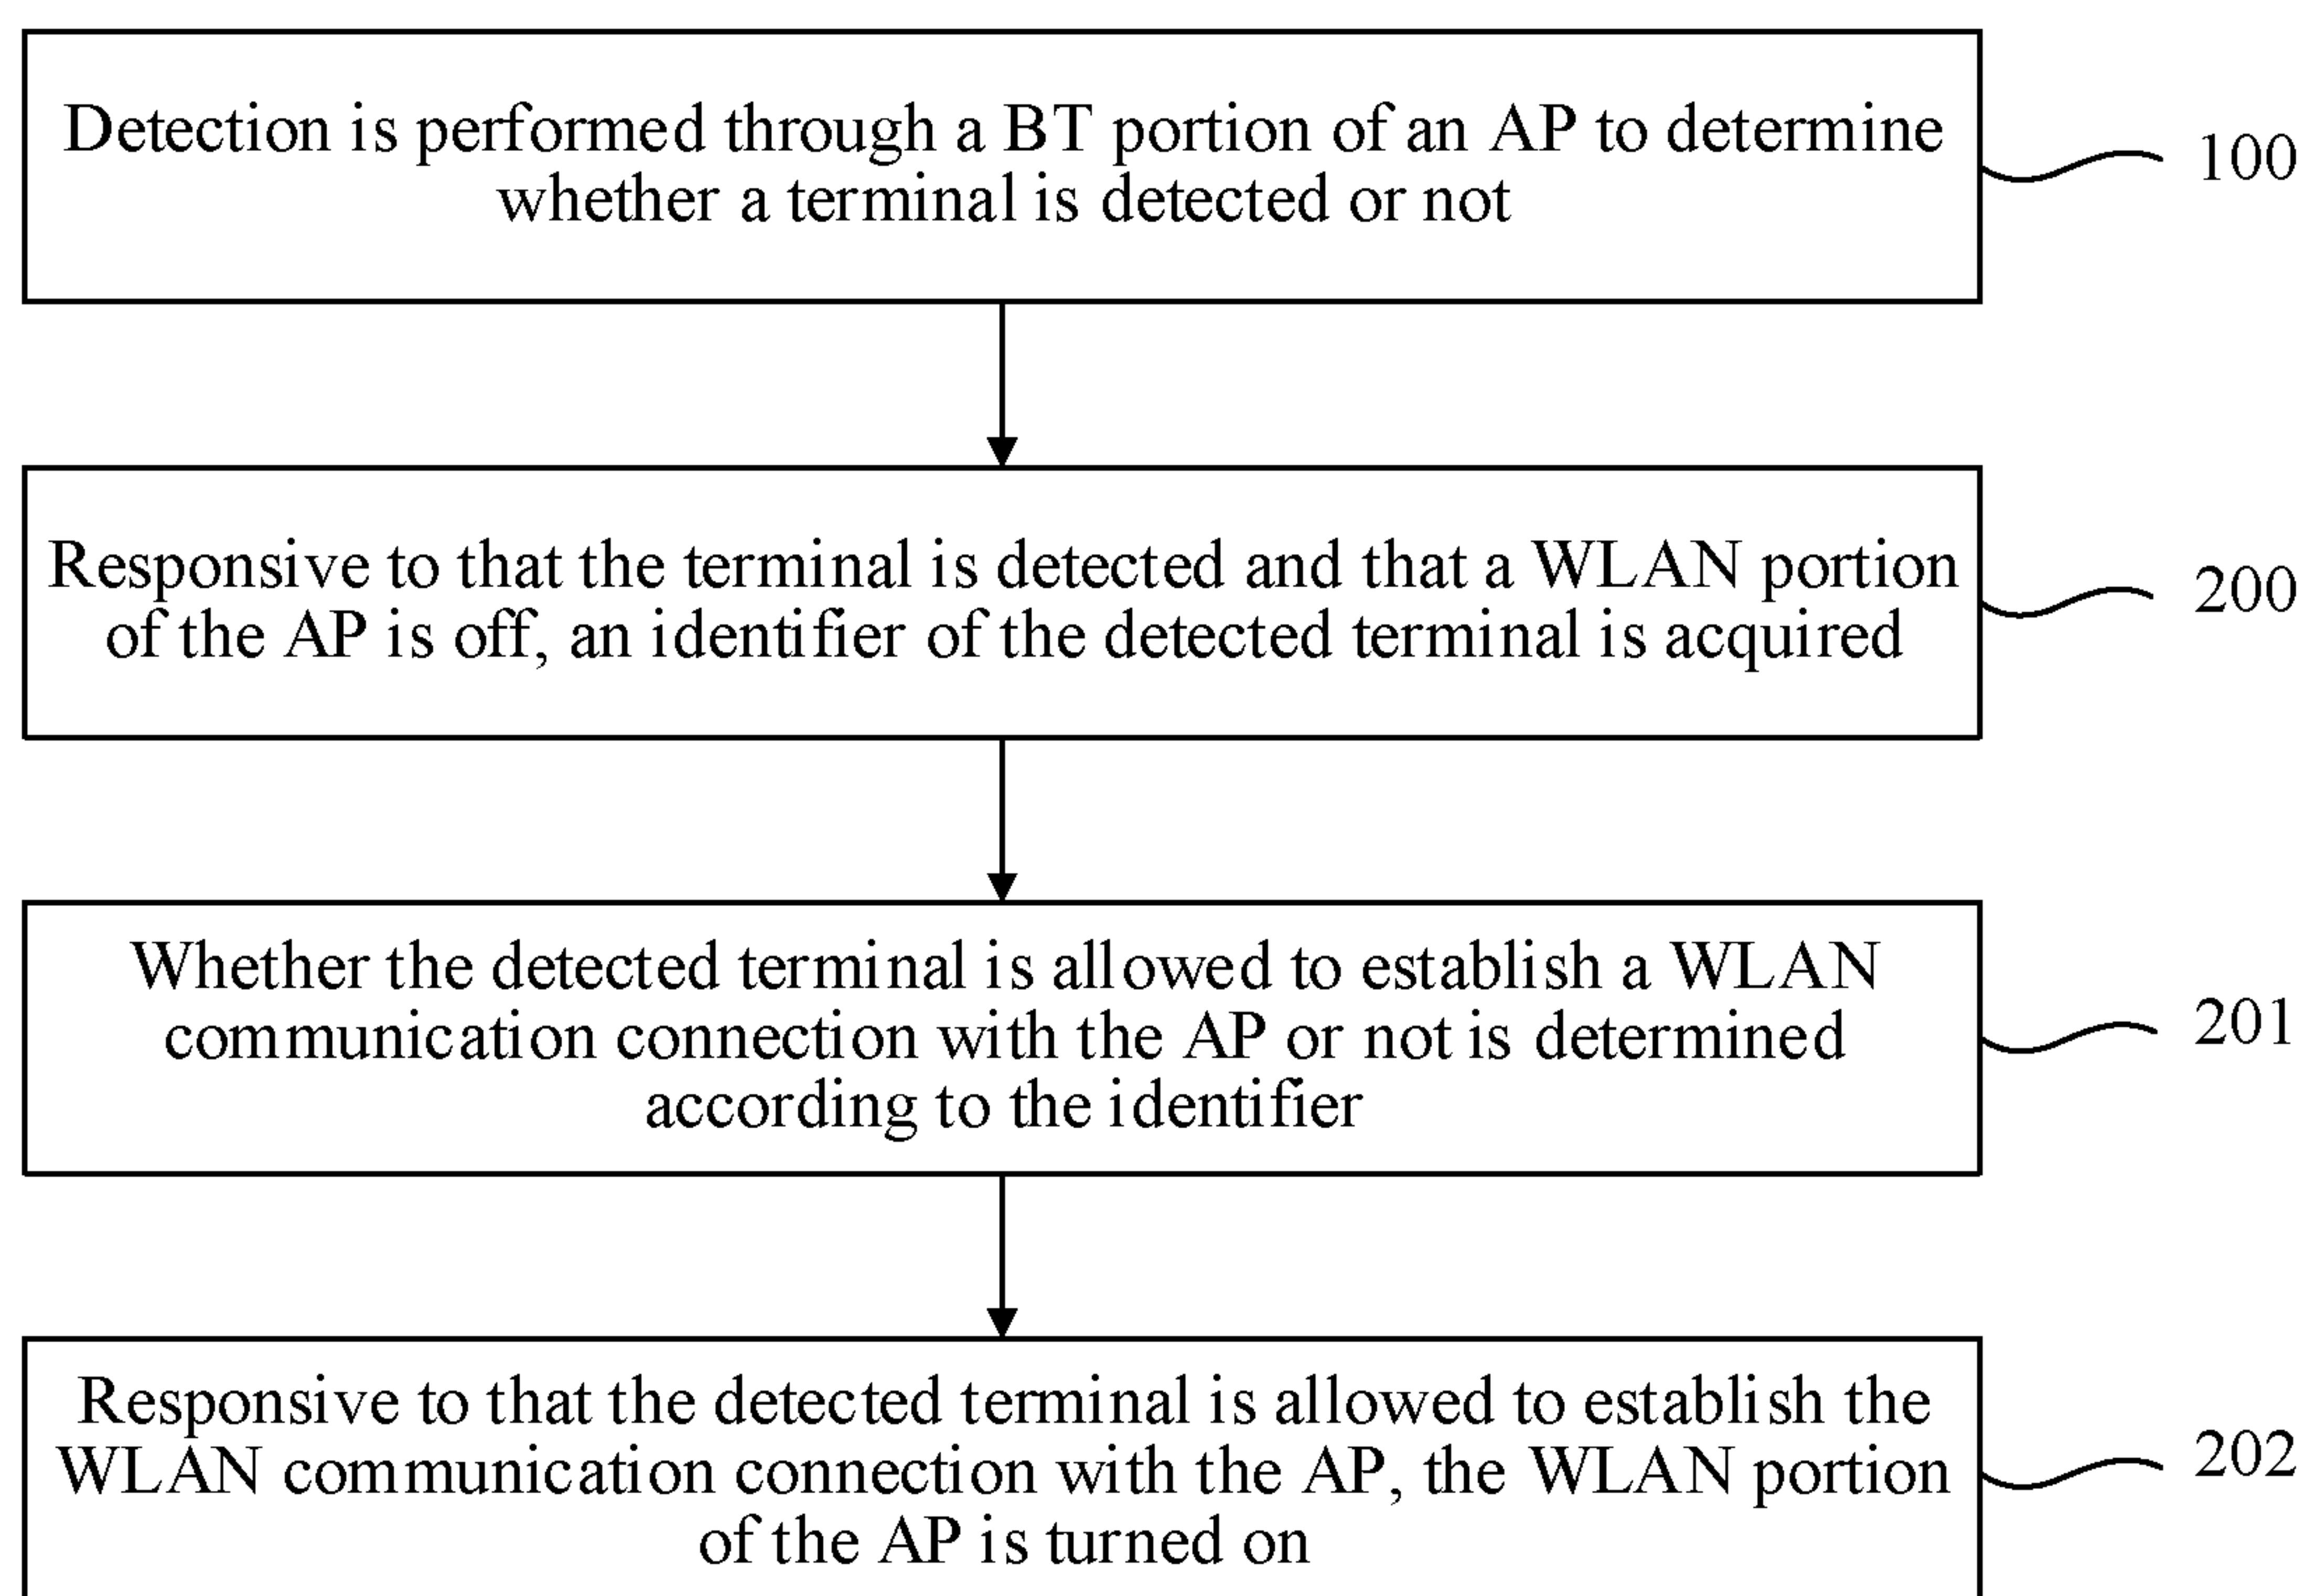 Detection is performed through a BT portion of an AP to determine
whether a terminal is detected or not
100
Responsive to that the terminal is detected and that a WLAN portion
of the AP is off, an identifier of the detected terminal is acquired
200
Whether the detected terminal is allowed to establish a WLAN
communication connection with the AP or not is determined
according to the identifier
201
Responsive to that the detected terminal is allowed to establish the
WLAN communication connection with the AP, the WLAN portion
of the AP is turned on
202